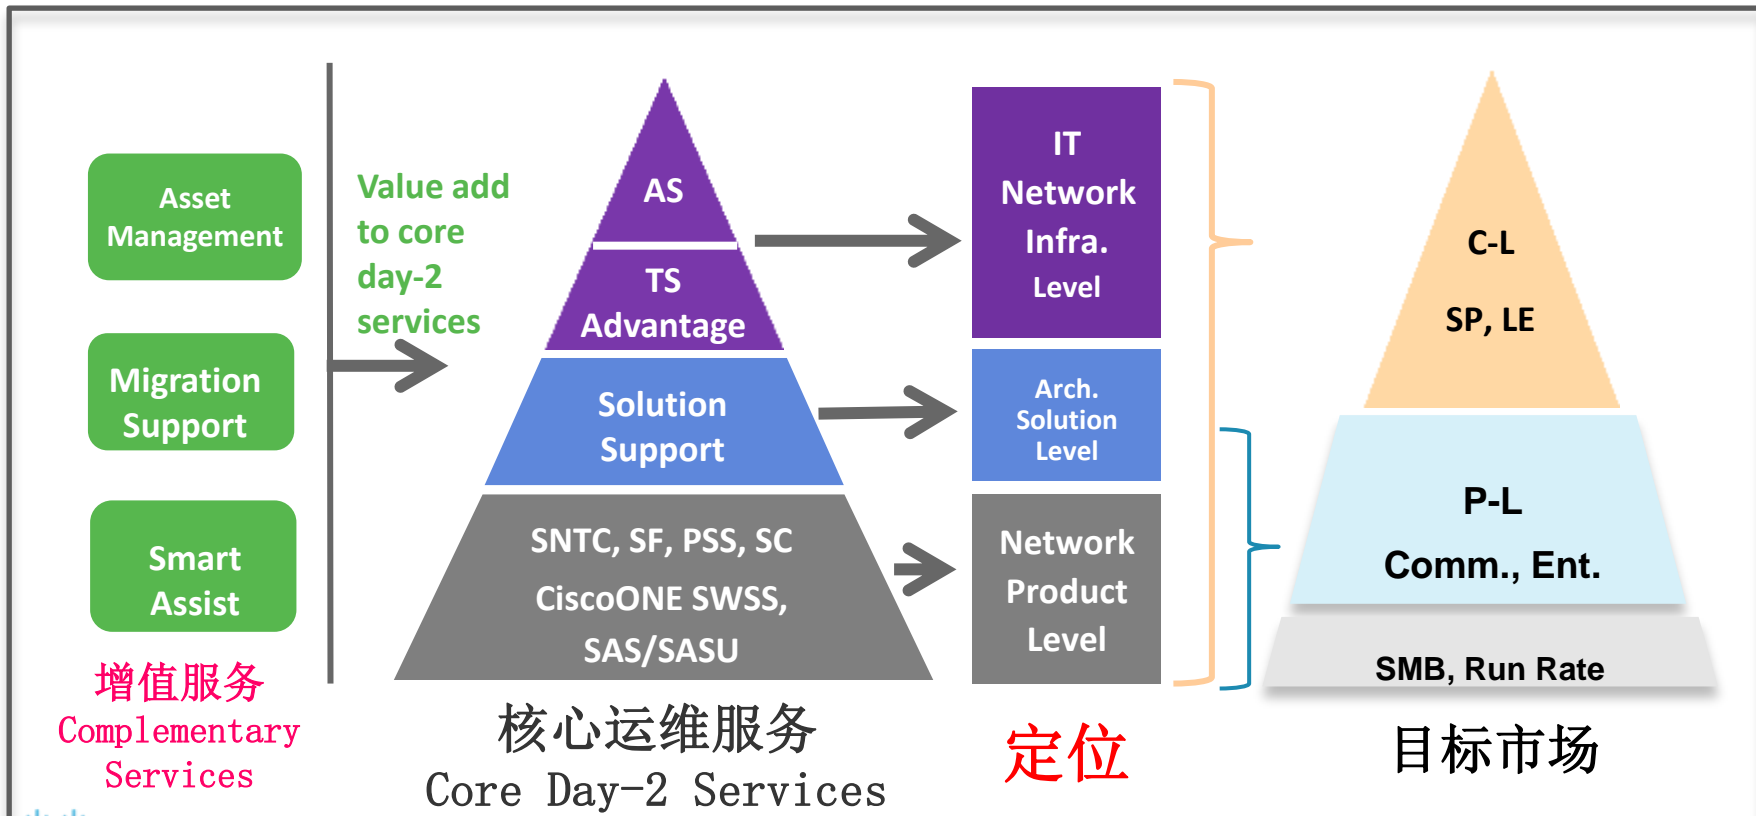 Asset
Management
Migration
Support
Smart
Assist
增值服务
Complementary
Services
Value add
to core
day-2
services
AS
TS
Advantage
Solution
Support
SNTC, SF, PSS, SC
CiscoONE SWSS,
SAS/SASU
核心运维服务
Core Day-2 Services
IT
Network
Infra.
Level
Arch.
Solution
Level
Network
Product
Level
定位
C-L
SP, LE
P-L
Comm., Ent.
SMB, Run Rate
目标市场